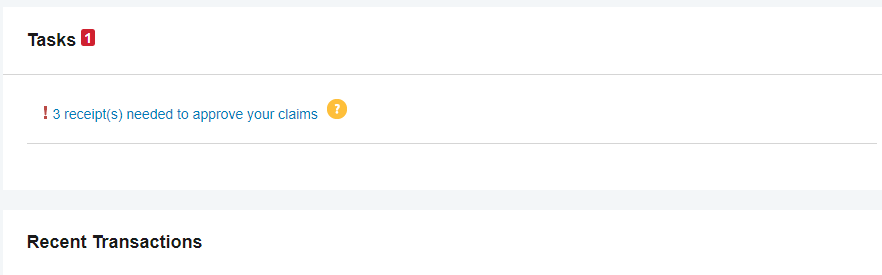 Tasks 1
! 3 receipt(s) needed to approve your claims ?
Recent Transactions